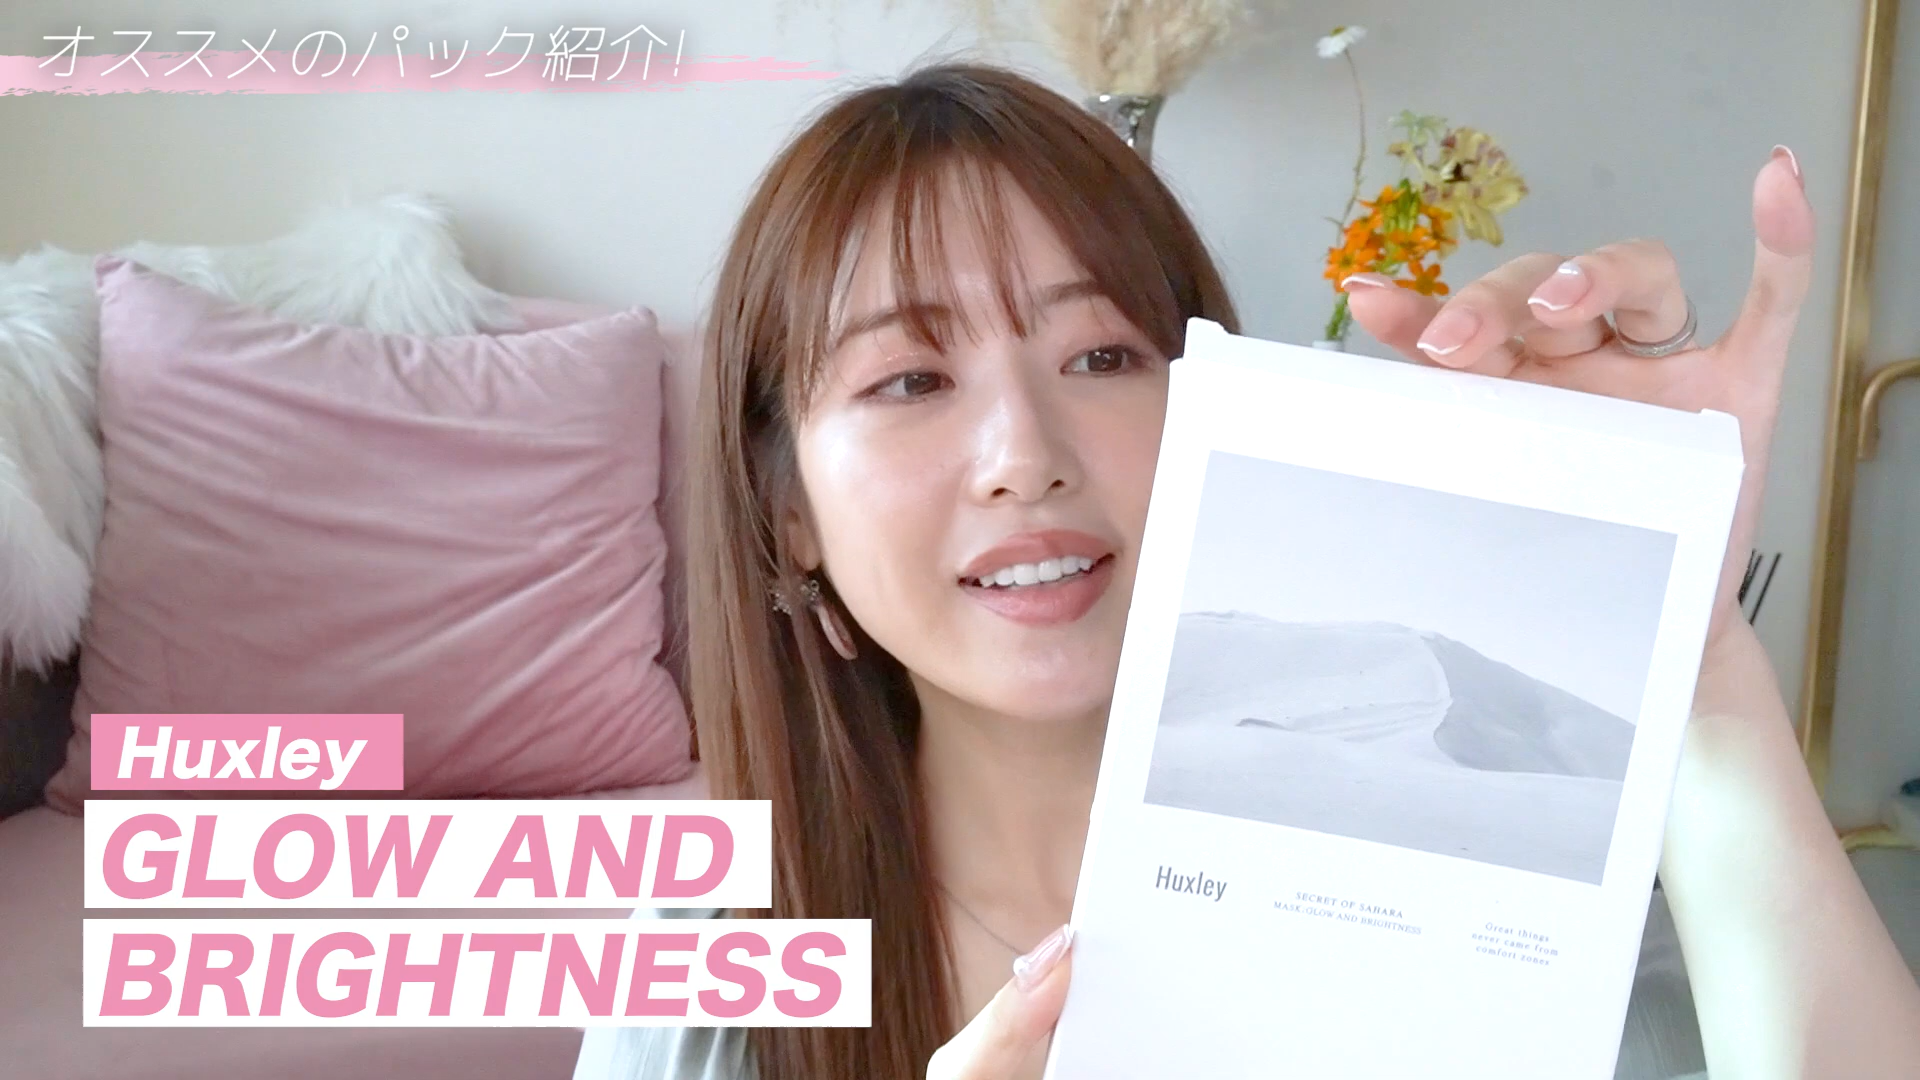 オススメのパック紹介!
Huxley
GLOW AND
BRIGHTNESS
Huxley
SECRET OF SAHARA
MASK;GLOW AND BRIGHTNESS
Great things
never came from
comfort zones